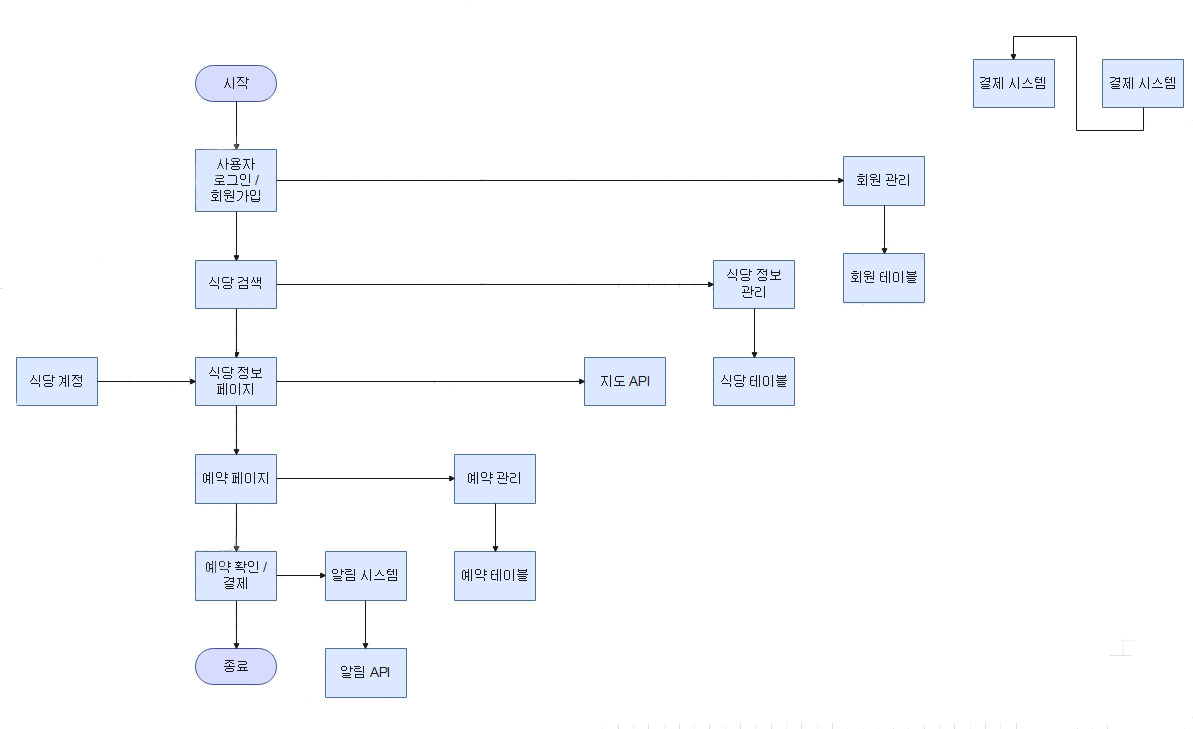 시작
결제 시스템
결제 시스템
사용자
로그인 /
회원가입
회원 관리
식당 검색
식당 정보
관리
회원 테이블
식당 계정
식당 정보
페이지
지도 API
식당 테이블
예약 페이지
예약 관리
예약 확인 /
결제
알림 시스템
예약 테이블
종료
알림 API